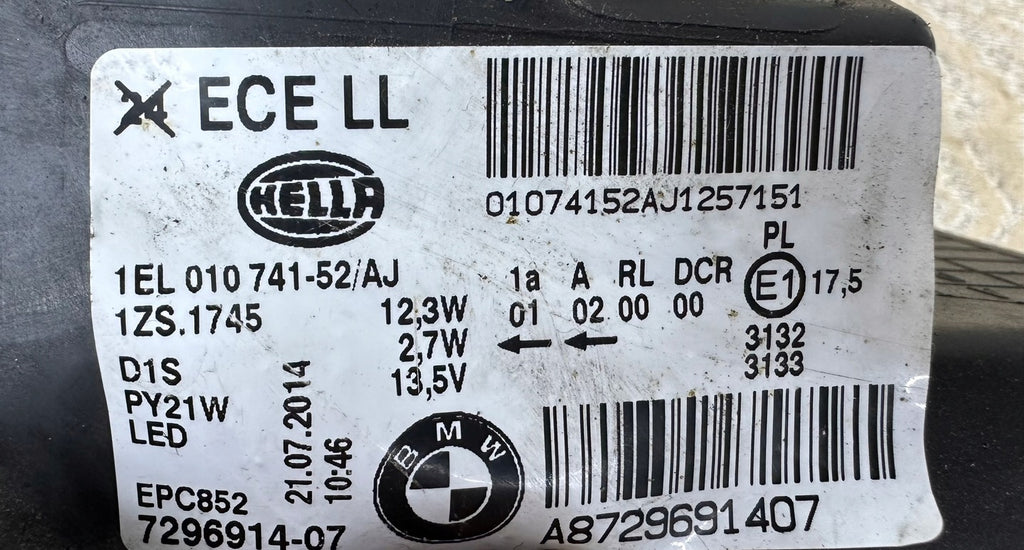 24 ECE LL
HELLA
01074152AJ1257151
PL
1EL 010 741-52/AJ
1a A RL DCR
E1 17,5
1ZS.1745
12,3W
01 02 00 00
2,7W
3132
D1S
13,5V
3133
PY21W
LED
21.07.2014
10:46
BMW
EPC852
7296914-07
A8729691407